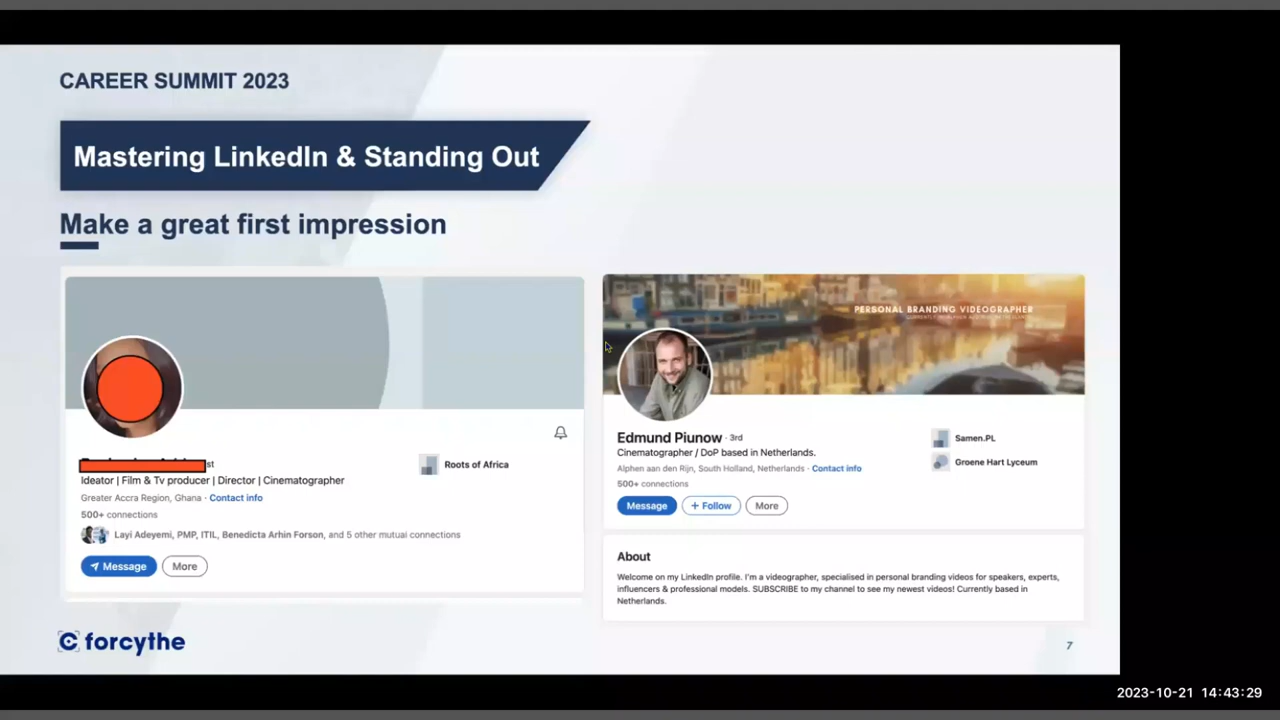 CAREER SUMMIT 2023
Mastering LinkedIn & Standing Out
Make a great first impression
st
Roots of Africa
Ideator | Film & Tv producer | Director | Cinematographer
Greater Accra Region, Ghana · Contact info
500+ connections
Layi Adeyemi, PMP, ITIL, Benedicta Arhin Forson, and 5 other mutual connections
Message
More
PERSONAL BRANDING VIDEOGRAPHER
Edmund Piunow · 3rd
Cinematographer / DoP based in Netherlands.
Alphen aan den Rijn, South Holland, Netherlands · Contact info
500+ connections
Samen.PL
Groene Hart Lyceum
Message
+ Follow
More
About
Welcome on my LinkedIn profile. I'm a videographer, specialised in personal branding videos for speakers, experts,
influencers & professional models. SUBSCRIBE to my channel to see my newest videos! Currently based in
Netherlands.
forcythe
7
2023-10-21 14:43:29